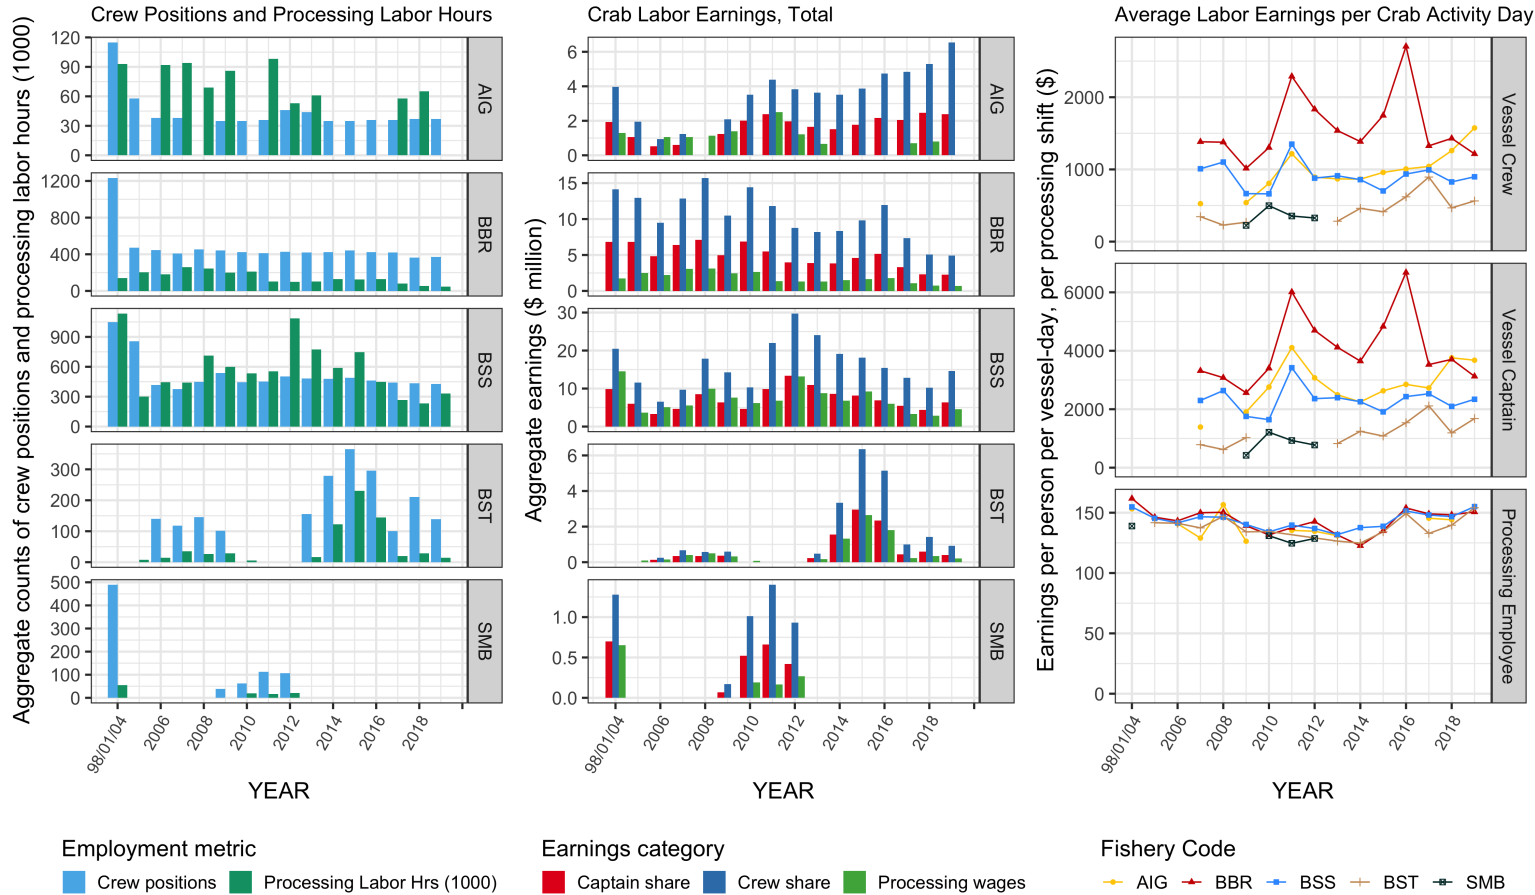 Crew Positions and Processing Labor Hours
Aggregate counts of crew positions and processing labor hours (1000)
120
90
60
30
0
AIG
1200
800
400
0
BBR
900
600
300
0
BSS
300
200
100
0
BST
500
400
300
200
100
0
SMB
98/01/04
2006
2008
2010
2012
2014
2016
2018
YEAR
Crab Labor Earnings, Total
Aggregate earnings ($ million)
6
4
2
0
AIG
15
10
5
0
BBR
30
20
10
0
BSS
6
4
2
0
BST
1.0
0.5
0.0
SMB
98/01/04
2006
2008
2010
2012
2014
2016
2018
YEAR
Average Labor Earnings per Crab Activity Day
Earnings per person per vessel-day, per processing shift ($)
2000
1000
0
Vessel Crew
6000
4000
2000
0
Vessel Captain
150
100
50
0
Processing Employee
98/01/04
2006
2008
2010
2012
2014
2016
2018
YEAR
Employment metric
Crew positions
Processing Labor Hrs (1000)
Earnings category
Captain share
Crew share
Processing wages
Fishery Code
AIG
BBR
BSS
BST
SMB